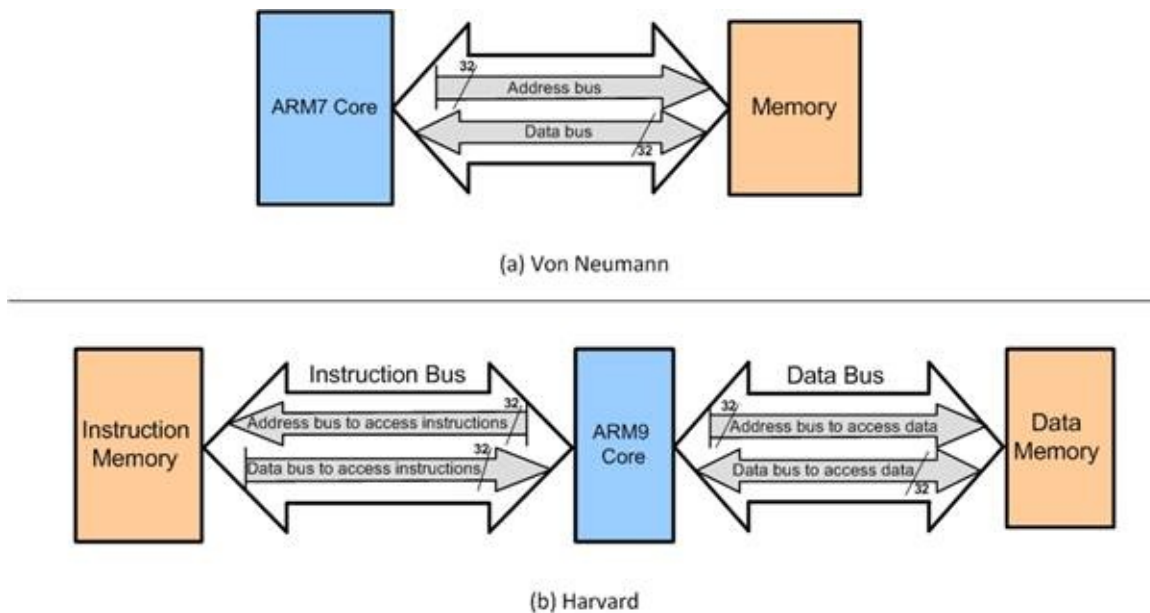 ARM7 Core
32
Address bus
Data bus
32
Memory
(a) Von Neumann
Instruction
Memory
Instruction Bus
32
Address bus to access instructions
32
Data bus to access instructions
ARM9
Core
Data Bus
32
Address bus to access data
Data bus to access data
32
Data
Memory
(b) Harvard